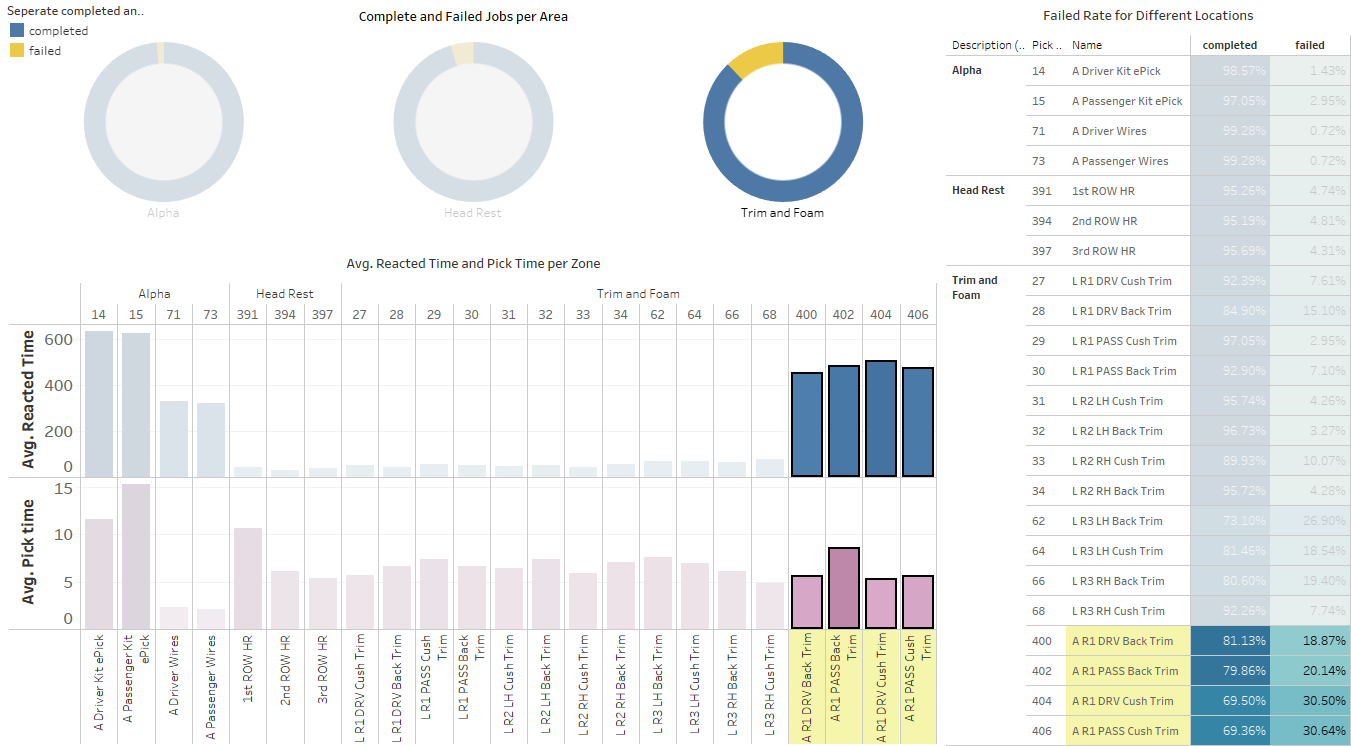 Seperate completed an..
completed
failed
Complete and Failed Jobs per Area
Alpha
Head Rest
Trim and Foam
Avg. Reacted Time and Pick Time per Zone
Alpha Head Rest Trim and Foam
14 15 71 73 391 394 397 27 28 29 30 31 32 33 34 62 64 66 68 400 402 404 406
Avg. Reacted Time
600
400
200
0
Avg. Pick time
15
10
5
0
A Driver Kit ePick
A Passenger Kit
ePick
A Driver Wires
A Passenger Wires
1st ROW HR
2nd ROW HR
3rd ROW HR
L R1 DRV Cush Trim
L R1 DRV Back Trim
L R1 PASS Cush
Trim
L R1 PASS Back
Trim
L R2 LH Cush Trim
L R2 LH Back Trim
L R2 RH Cush Trim
L R2 RH Back Trim
L R3 LH Back Trim
L R3 LH Cush Trim
L R3 RH Back Trim
L R3 RH Cush Trim
A R1 DRV Back Trim
A R1 PASS Back
Trim
A R1 DRV Cush Trim
A R1 PASS Cush
Trim
Failed Rate for Different Locations
Description (.. Pick .. Name completed failed
Alpha 14 A Driver Kit ePick 98.57% 1.43%
15 A Passenger Kit ePick 97.05% 2.95%
71 A Driver Wires 99.28% 0.72%
73 A Passenger Wires 99.28% 0.72%
Head Rest 391 1st ROW HR 95.26% 4.74%
394 2nd ROW HR 95.19% 4.81%
397 3rd ROW HR 95.69% 4.31%
Trim and
Foam
27 L R1 DRV Cush Trim 92.39% 7.61%
28 L R1 DRV Back Trim 84.90% 15.10%
29 L R1 PASS Cush Trim 97.05% 2.95%
30 L R1 PASS Back Trim 92.90% 7.10%
31 L R2 LH Cush Trim 95.74% 4.26%
32 L R2 LH Back Trim 96.73% 3.27%
33 L R2 RH Cush Trim 89.93% 10.07%
34 L R2 RH Back Trim 95.72% 4.28%
62 L R3 LH Back Trim 73.10% 26.90%
64 L R3 LH Cush Trim 81.46% 18.54%
66 L R3 RH Back Trim 80.60% 19.40%
68 L R3 RH Cush Trim 92.26% 7.74%
400 A R1 DRV Back Trim 81.13% 18.87%
402 A R1 PASS Back Trim 79.86% 20.14%
404 A R1 DRV Cush Trim 69.50% 30.50%
406 A R1 PASS Cush Trim 69.36% 30.64%